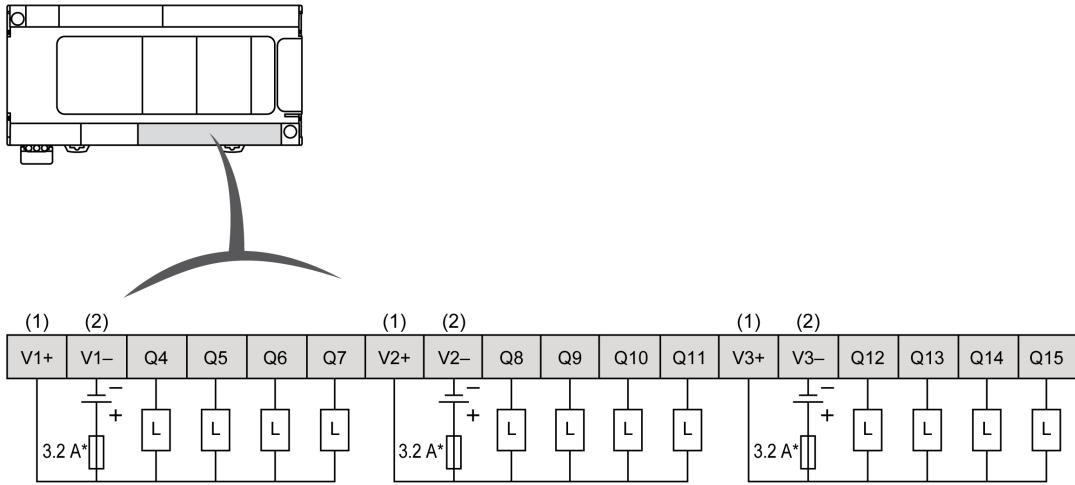 (1) (2) (1) (2) (1) (2)
V1+ V1– Q4 Q5 Q6 Q7 V2+ V2– Q8 Q9 Q10 Q11 V3+ V3– Q12 Q13 Q14 Q15
– – –
+ + +
3.2 A* L L L L 3.2 A* L L L L 3.2 A* L L L L